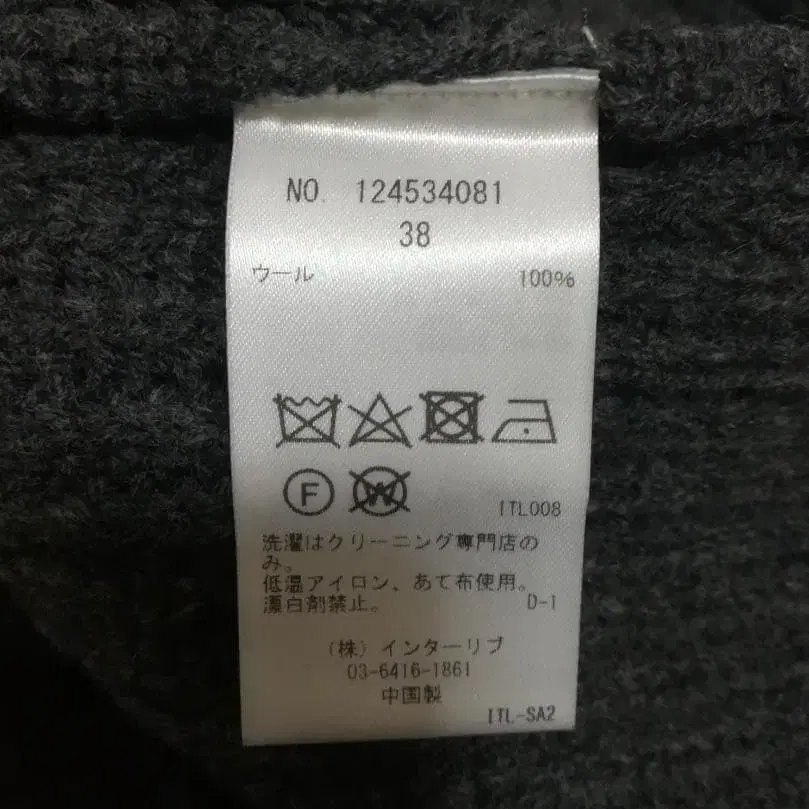 NO. 124534081
38
ウール 100%
F W
ITL008
洗濯はクリーニング専門店の
み。
低温アイロン、あて布使用。
漂白剤禁止。 D-1
(株)インターリブ
03-6416-1861
中国製
ITL-SA2